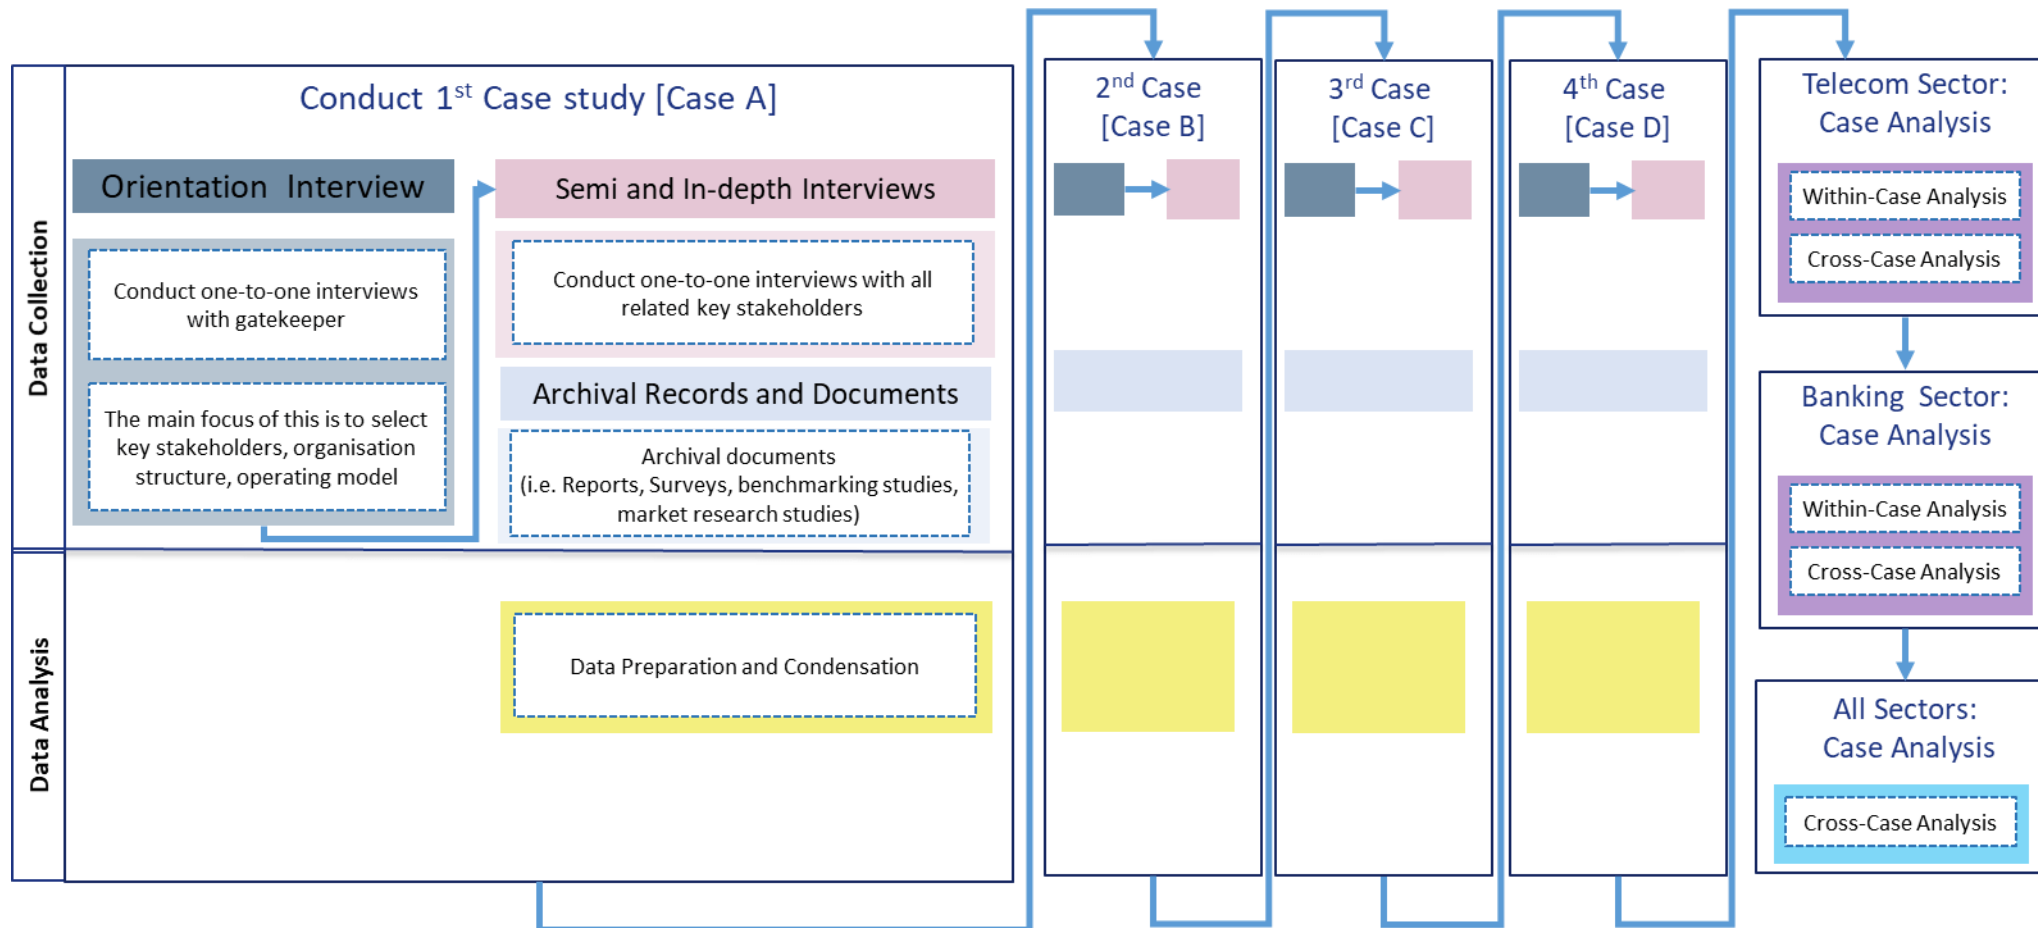 Conduct 1st Case study [Case A]
Data Collection
Orientation Interview
Conduct one-to-one interviews
with gatekeeper
The main focus of this is to select
key stakeholders, organisation
structure, operating model
Semi and In-depth Interviews
Conduct one-to-one interviews with all
related key stakeholders
Archival Records and Documents
Archival documents
(i.e. Reports, Surveys, benchmarking studies,
market research studies)
Data Analysis
Data Preparation and Condensation
2nd Case
[Case B]
3rd Case
[Case C]
4th Case
[Case D]
Telecom Sector:
Case Analysis
Within-Case Analysis
Cross-Case Analysis
Banking Sector:
Case Analysis
Within-Case Analysis
Cross-Case Analysis
All Sectors:
Case Analysis
Cross-Case Analysis